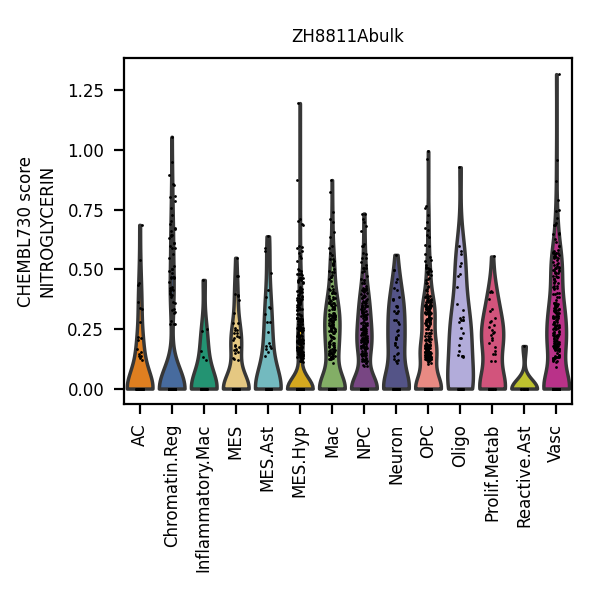 ZH8811Abulk
CHEMBL730 score
NITROGLYCERIN
1.25
1.00
0.75
0.50
0.25
0.00
AC
Chromatin.Reg
Inflammatory.Mac
MES
MES.Ast
MES.Hyp
Mac
NPC
Neuron
OPC
Oligo
Prolif.Metab
Reactive.Ast
Vasc